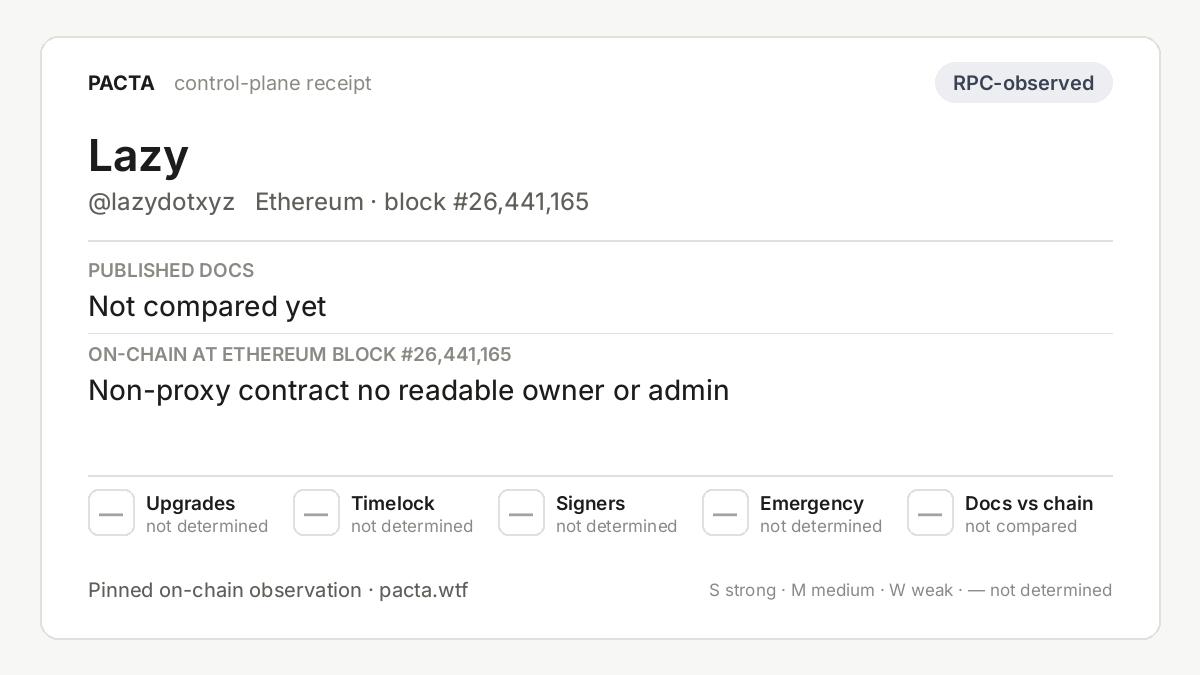 PACTA control-plane receipt RPC-observed
Lazy
@lazydotxyz Ethereum · block #26,441,165
PUBLISHED DOCS
Not compared yet
ON-CHAIN AT ETHEREUM BLOCK #26,441,165
Non-proxy contract no readable owner or admin
— Upgrades — Timelock — Signers — Emergency — Docs vs chain
not determined not determined not determined not determined not compared
Pinned on-chain observation · pacta.wtf S strong · M medium · W weak · — not determined